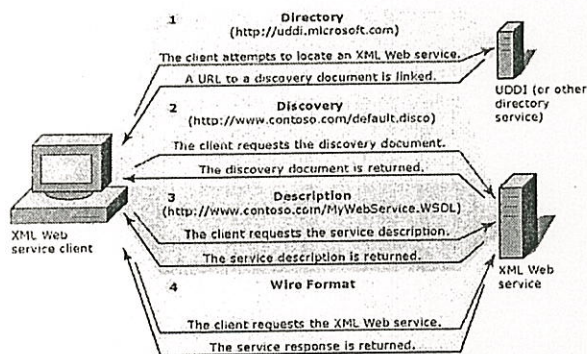 1 Directory
(http://uddi.microsoft.com)
The client attempts to locate an XML Web service.
A URL to a discovery document is linked.
UDDI (or other
directory
service)
2 Discovery
(http://www.contoso.com/default.disco)
The client requests the discovery document.
The discovery document is returned.
3 Description
(http://www.contoso.com/MyWebService.WSDL)
The client requests the service description.
The service description is returned.
XML Web
service client
XML Web
service
4 Wire Format
The client requests the XML Web service.
The service response is returned.